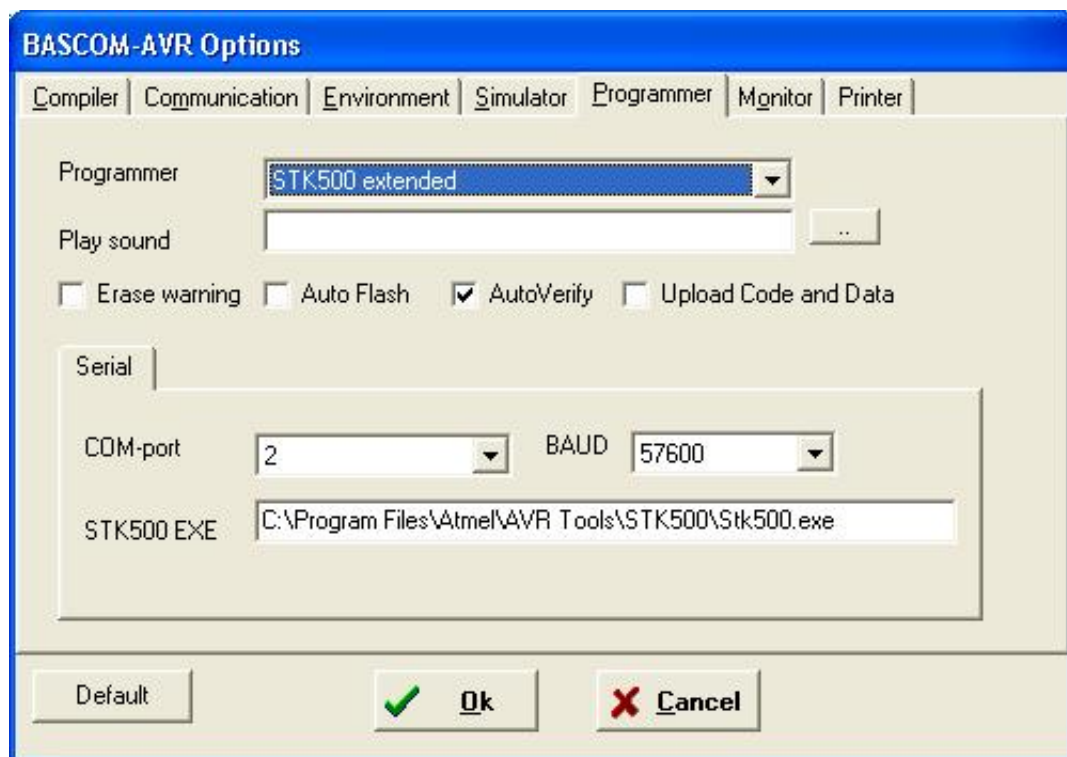 BASCOM-AVR Options
Compiler Communication Environment Simulator Programmer Monitor Printer
Programmer STK500 extended
Play sound ..
Erase warning Auto Flash AutoVerify Upload Code and Data
Serial
COM-port 2 BAUD 57600
STK500 EXE C:\Program Files\Atmel\AVR Tools\STK500\Stk500.exe
Default Ok Cancel